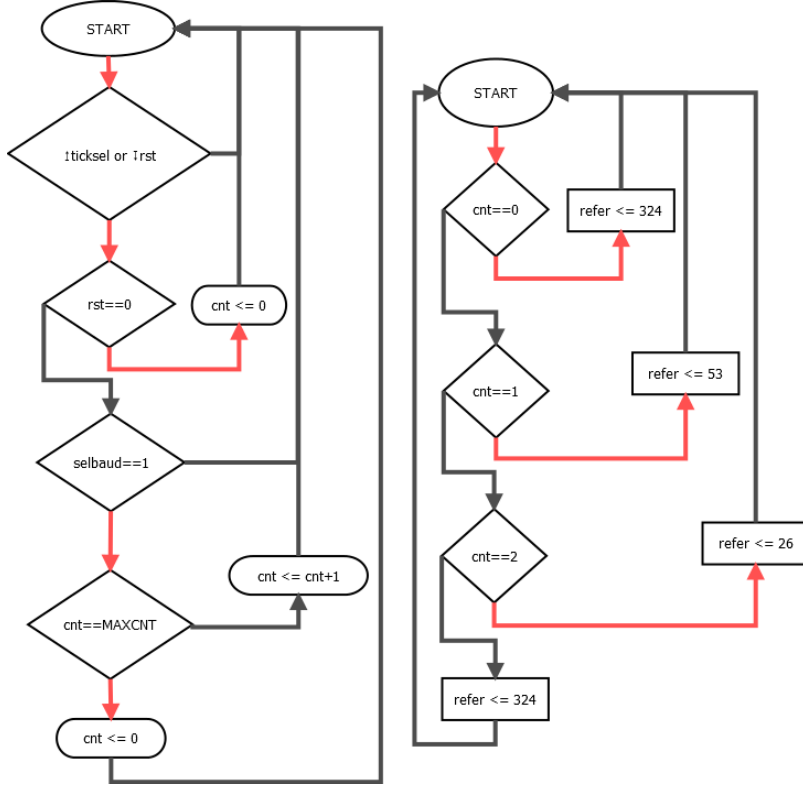 START
↥ticksel or ↧rst
rst==0
cnt <= 0
selbaud==1
cnt <= cnt+1
cnt==MAXCNT
cnt <= 0
START
cnt==0
refer <= 324
cnt==1
refer <= 53
cnt==2
refer <= 26
refer <= 324